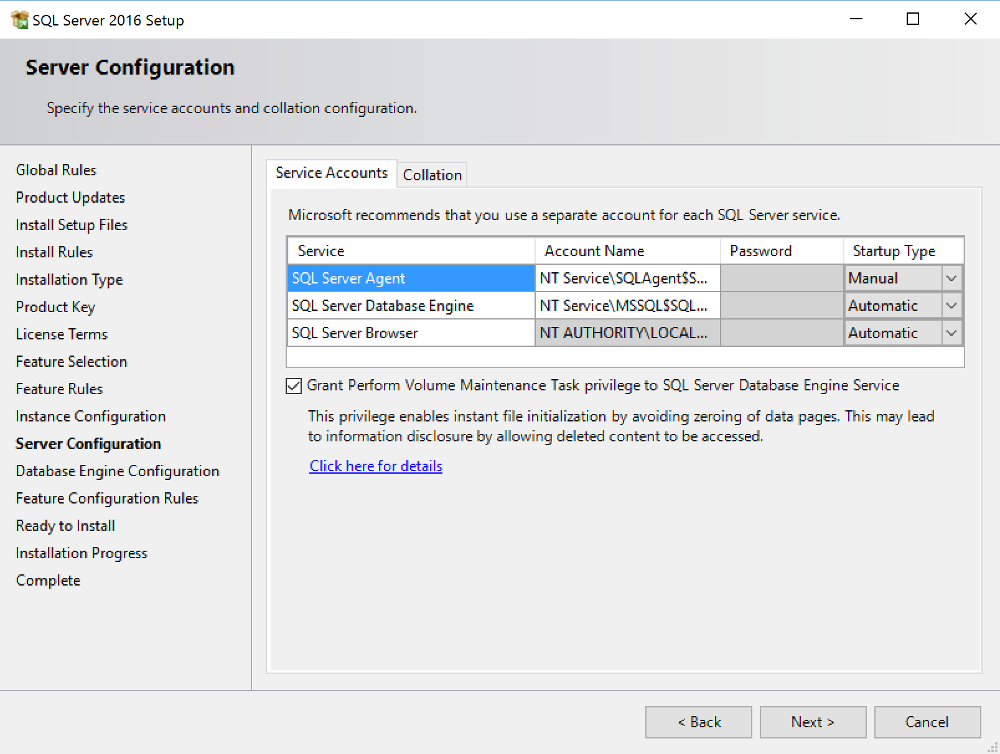 SQL Server 2016 Setup
Server Configuration
Specify the service accounts and collation configuration.
Global Rules
Product Updates
Install Setup Files
Install Rules
Installation Type
Product Key
License Terms
Feature Selection
Feature Rules
Instance Configuration
Server Configuration
Database Engine Configuration
Feature Configuration Rules
Ready to Install
Installation Progress
Complete
Service Accounts Collation
Microsoft recommends that you use a separate account for each SQL Server service.
Service Account Name Password Startup Type
SQL Server Agent NT Service\SQLAgent$S... Manual
SQL Server Database Engine NT Service\MSSQL$SQL... Automatic
SQL Server Browser NT AUTHORITY\LOCAL... Automatic
Grant Perform Volume Maintenance Task privilege to SQL Server Database Engine Service
This privilege enables instant file initialization by avoiding zeroing of data pages. This may lead
to information disclosure by allowing deleted content to be accessed.
Click here for details
< Back Next > Cancel